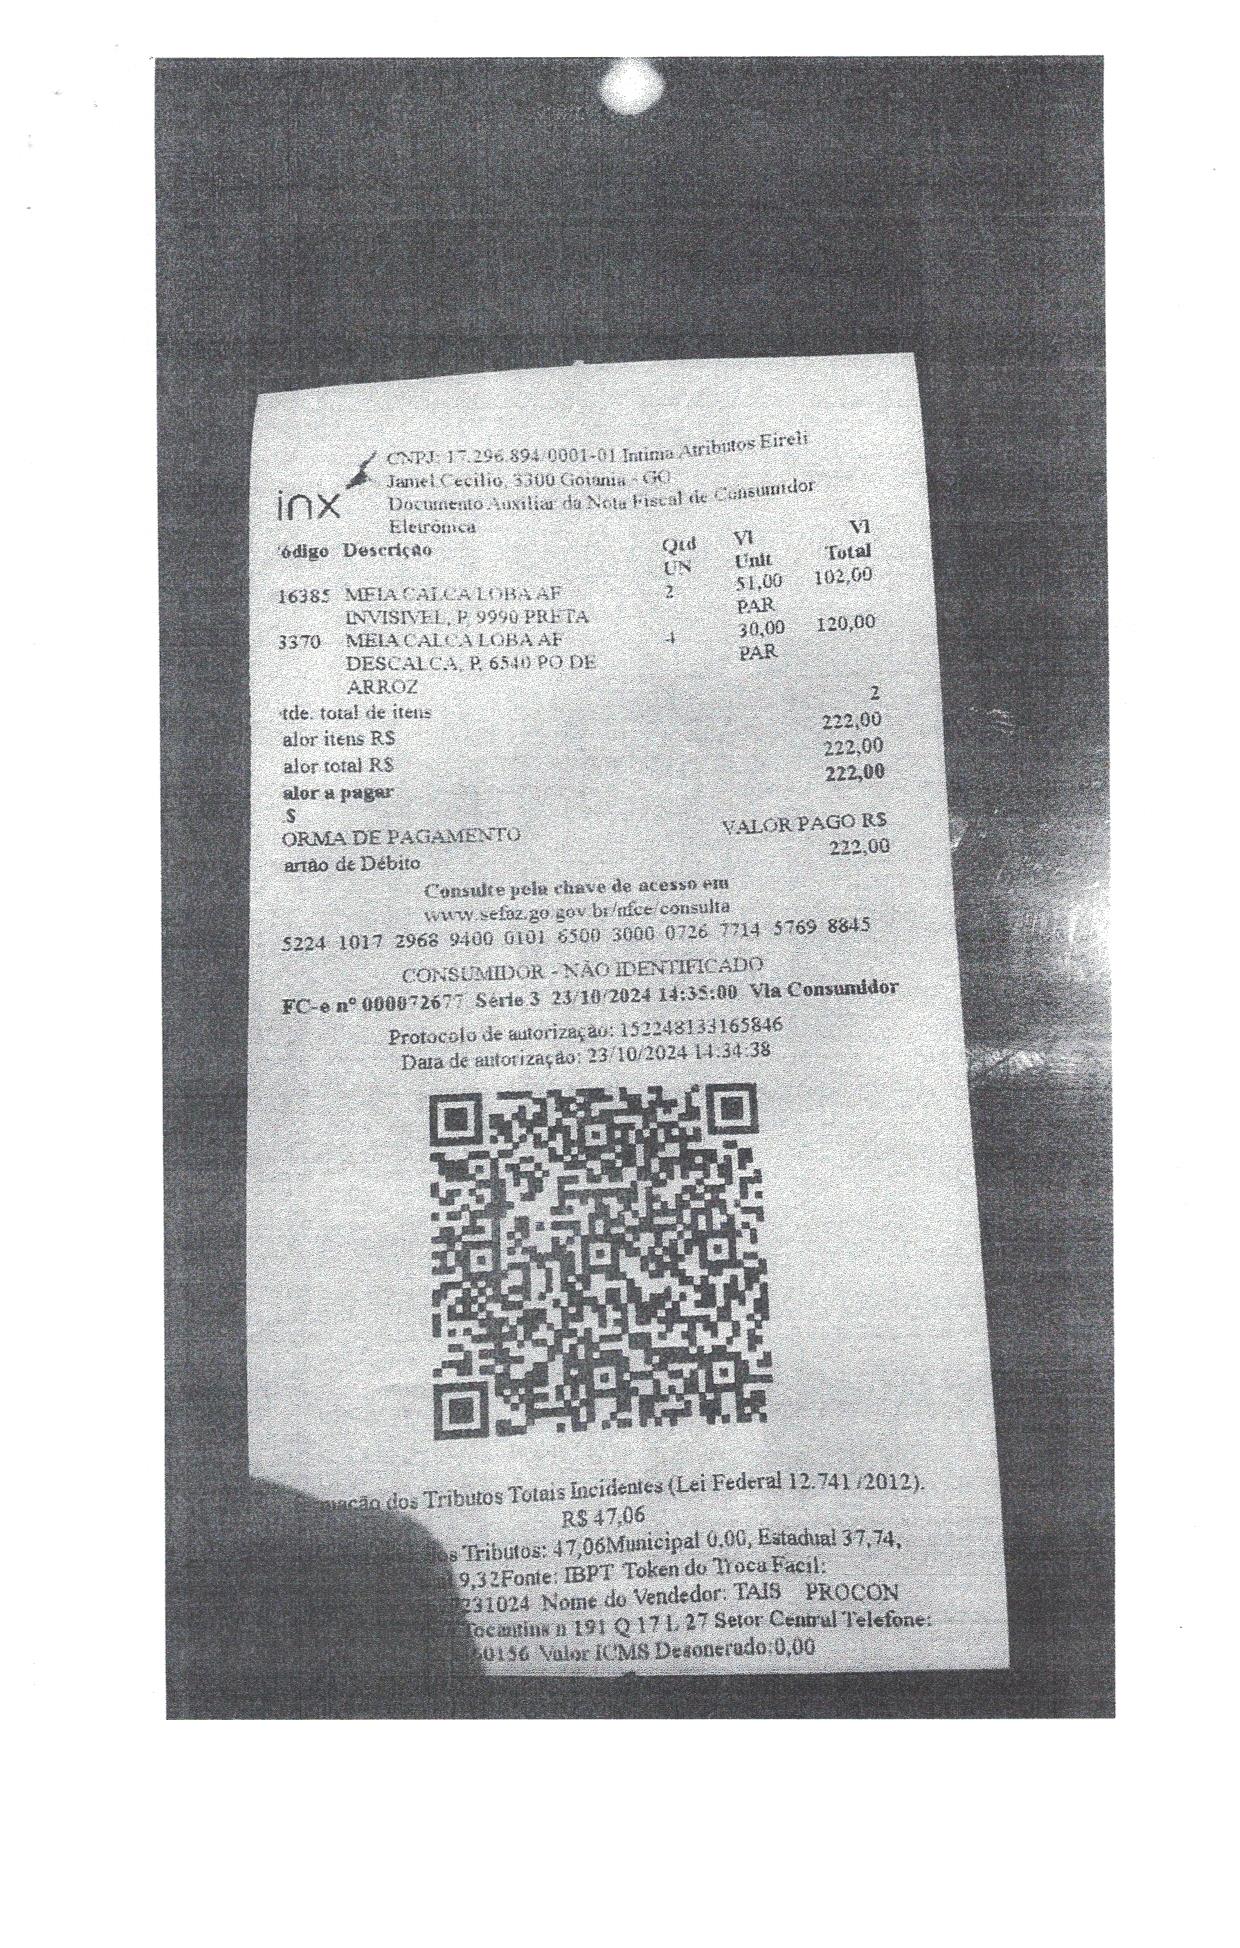 inx
CNPJ: 17.296.894/0001-01 Intima Atributos Eireli
Jamel Cecilio, 3300 Goiania - GO
Documento Auxiliar da Nota Fiscal de Consumidor
Eletrônica
ódigo Descrição Qtd UN Vl Unit Vl Total
16385 MEIA CALCA LOBA AF 2 51,00 102,00
INVISIVEL, P, 9990 PRETA PAR
3370 MEIA CALCA LOBA AF 4 30,00 120,00
DESCALCA, P, 6540 PO DE PAR
ARROZ
tde. total de itens 2
alor itens R$ 222,00
alor total R$ 222,00
alor a pagar 222,00
$
ORMA DE PAGAMENTO VALOR PAGO R$
artão de Débito 222,00
Consulte pela chave de acesso em
www.sefaz.go.gov.br/nfce/consulta
5224 1017 2968 9400 0101 6500 3000 0726 7714 5769 8845
CONSUMIDOR - NÃO IDENTIFICADO
FC-e nº 000072677 Série 3 23/10/2024 14:35:00 Via Consumidor
Protocolo de autorização: 152248133165846
Data de autorização: 23/10/2024 14:34:38
mação dos Tributos Totais Incidentes (Lei Federal 12.741/2012).
R$ 47,06
os Tributos: 47,06Municipal 0,00, Estadual 37,74,
9,32Fonte: IBPT Token do Troca Facil:
231024 Nome do Vendedor: TAIS PROCON
Tocantins n 191 Q 17 L 27 Setor Central Telefone:
0156 Valor ICMS Desonerado:0,00